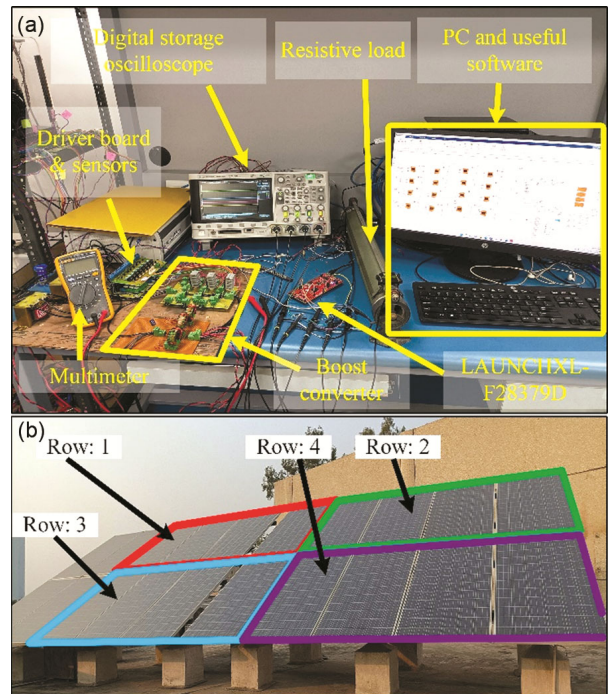 (a)
Digital storage
oscilloscope
Resistive load
PC and useful
software
Driver board
& sensors
Multimeter
Boost
converter
LAUNCHXL-
F28379D
(b)
Row: 1
Row: 4
Row: 2
Row: 3